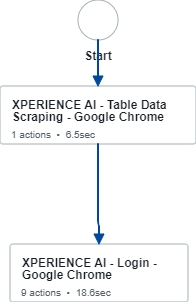 Start
XPERIENCE AI - Table Data
Scraping - Google Chrome
1 actions • 6.5sec
XPERIENCE AI - Login -
Google Chrome
9 actions • 18.6sec